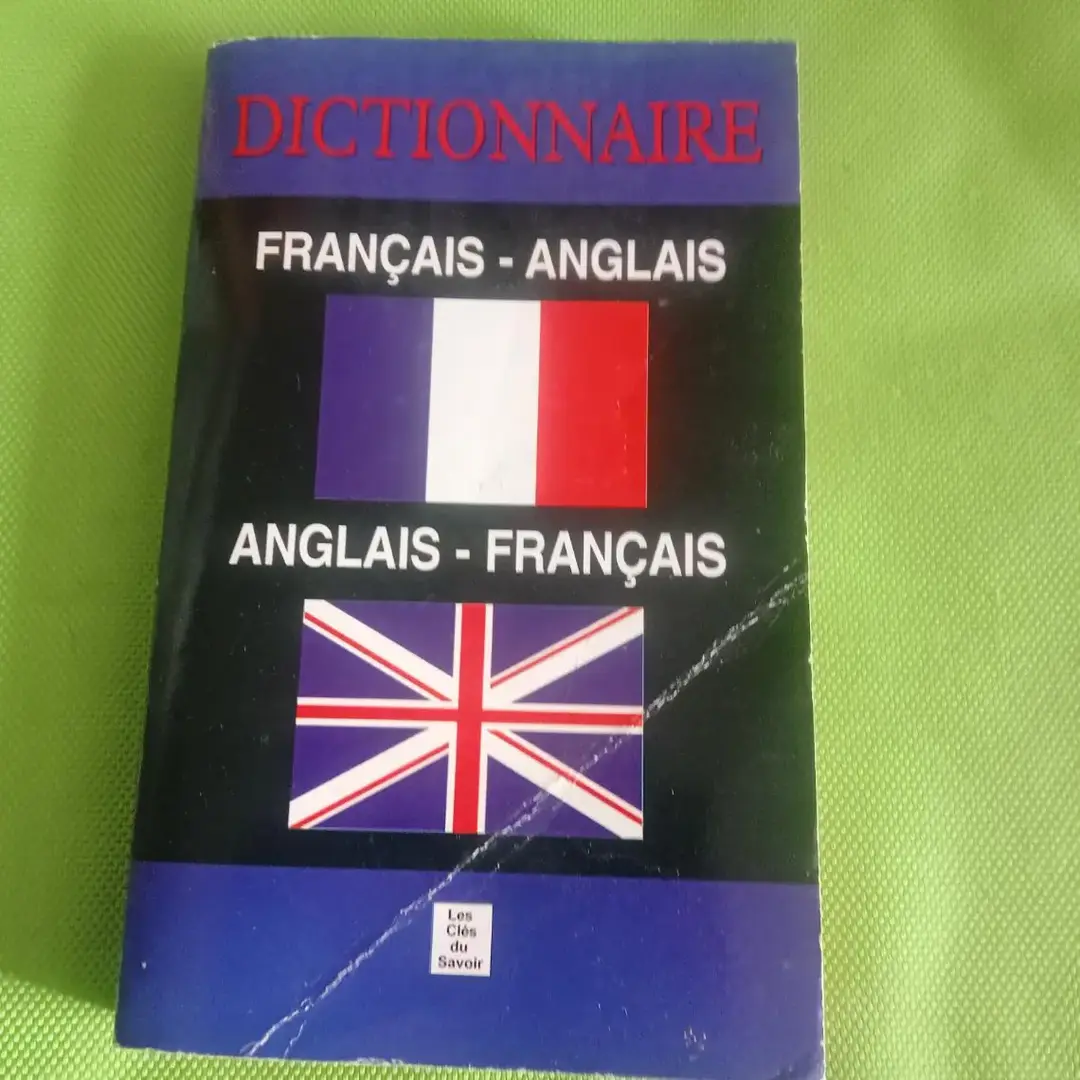 DICTIONNAIRE
FRANÇAIS - ANGLAIS
ANGLAIS - FRANÇAIS
Les
Clés
du
Savoir